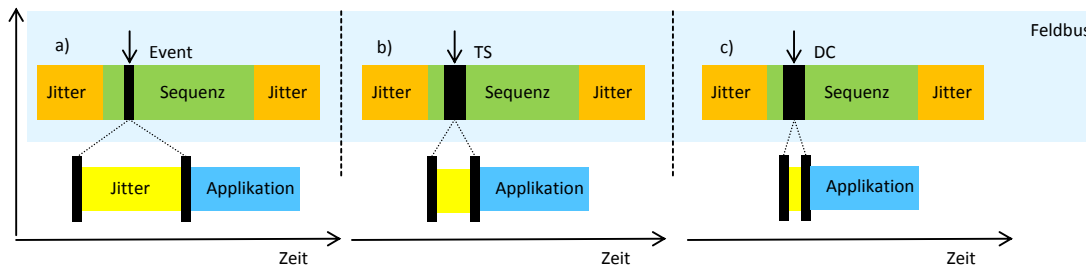 Feldbus
a) Event
b) TS
c) DC
Jitter Sequenz Jitter
Jitter Sequenz Jitter
Jitter Sequenz Jitter
Jitter Applikation
Applikation
Applikation
Zeit
Zeit
Zeit